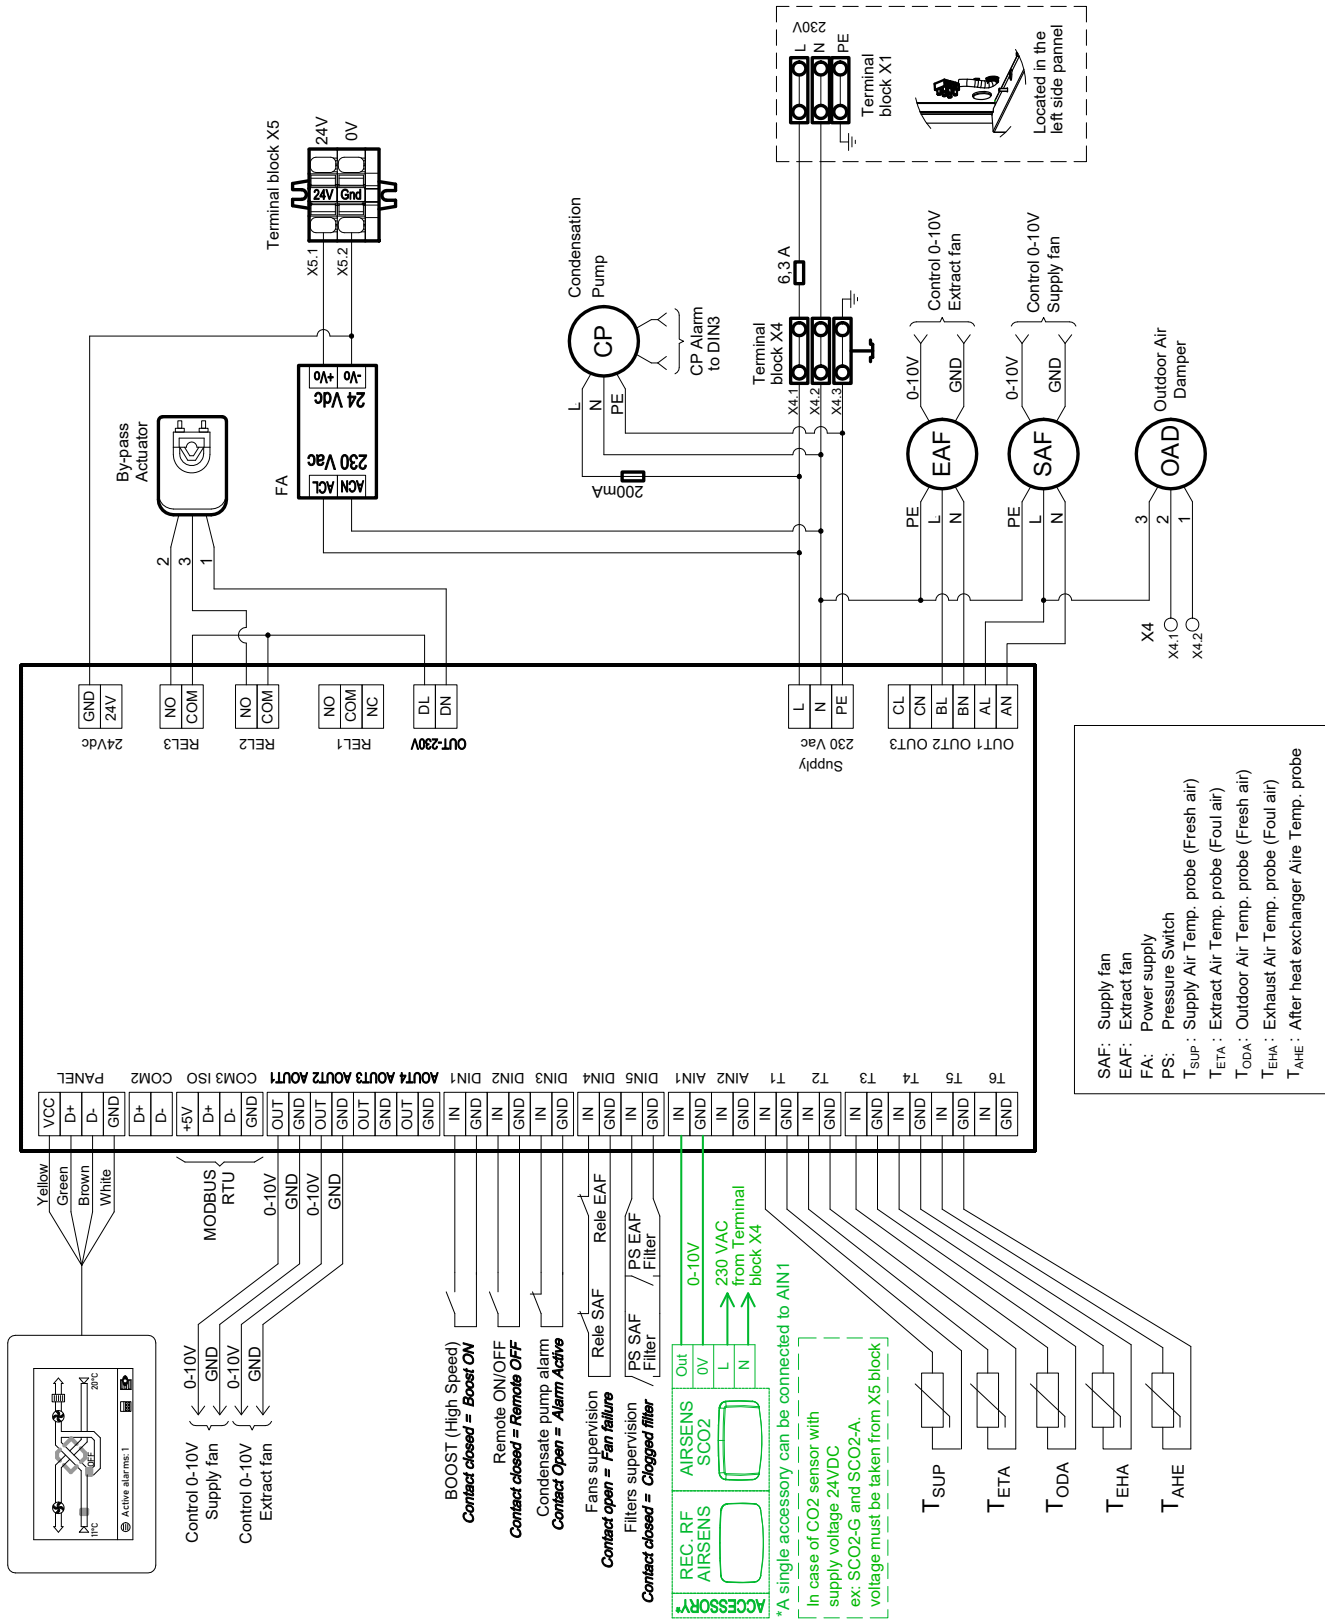 Terminal block X5
24V
0V
24V
Gnd
X5.1
X5.2
By-pass
Actuator
2
3
1
FA
ACL
ACN
230 Vac
24 Vdc
+Vo
-Vo
Condensation
Pump
CP
L
N
PE
CP Alarm
to DIN3
200mA
6,3 A
Terminal
block X4
X4.1
X4.2
X4.3
230V
L
N
PE
Terminal
block X1
Located in the
left side pannel
EAF
PE
L
N
0-10V
GND
Control 0-10V
Extract fan
SAF
PE
L
N
0-10V
GND
Control 0-10V
Supply fan
OAD
Outdoor Air
Damper
3
2
1
X4
X4.1
X4.2
GND
24V
24Vdc
NO
COM
REL3
NO
COM
REL2
NO
COM
NC
REL1
DL
DN
OUT-230V
L
N
PE
Supply
230 Vac
CL
CN
BL
BN
AL
AN
OUT1 OUT2 OUT3
PANEL
VCC
D+
D-
GND
COM2
D+
D-
COM3 ISO
+5V
D+
D-
GND
AOUT1
OUT
GND
AOUT2
OUT
GND
AOUT3
OUT
GND
AOUT4
OUT
GND
DIN1
IN
GND
DIN2
IN
GND
DIN3
IN
GND
DIN4
IN
GND
DIN5
IN
GND
AIN1
IN
GND
AIN2
IN
GND
T1
IN
GND
T2
IN
GND
T3
IN
GND
T4
IN
GND
T5
IN
GND
T6
IN
GND
Yellow
Green
Brown
White
MODBUS
RTU
0-10V
GND
0-10V
GND
11ºC
20ºC
OFF
Active alarms: 1
0-10V
GND
0-10V
GND
Control 0-10V
Supply fan
Control 0-10V
Extract fan
BOOST (High Speed)
Contact closed = Boost ON
Remote ON/OFF
Contact closed = Remote OFF
Condensate pump alarm
Contact Open = Alarm Active
Rele SAF
Rele EAF
Fans supervision
Contact open = Fan failure
PS SAF
Filter
PS EAF
Filter
Filters supervision
Contact closed = Clogged filter
0-10V
230 VAC
from Terminal
block X4
Out
0V
L
N
AIRSENS
SCO2
REC. RF
AIRSENS
ACCESSORY*
*A single accessory can be connected to AIN1
In case of CO2 sensor with
supply voltage 24VDC
ex: SCO2-G and SCO2-A.
voltage must be taken from X5 block
TSUP
TETA
TODA
TEHA
TAHE
SAF: Supply fan
EAF: Extract fan
FA: Power supply
PS: Pressure Switch
TSUP : Supply Air Temp. probe (Fresh air)
TETA : Extract Air Temp. probe (Foul air)
TODA : Outdoor Air Temp. probe (Fresh air)
TEHA : Exhaust Air Temp. probe (Foul air)
TAHE : After heat exchanger Aire Temp. probe